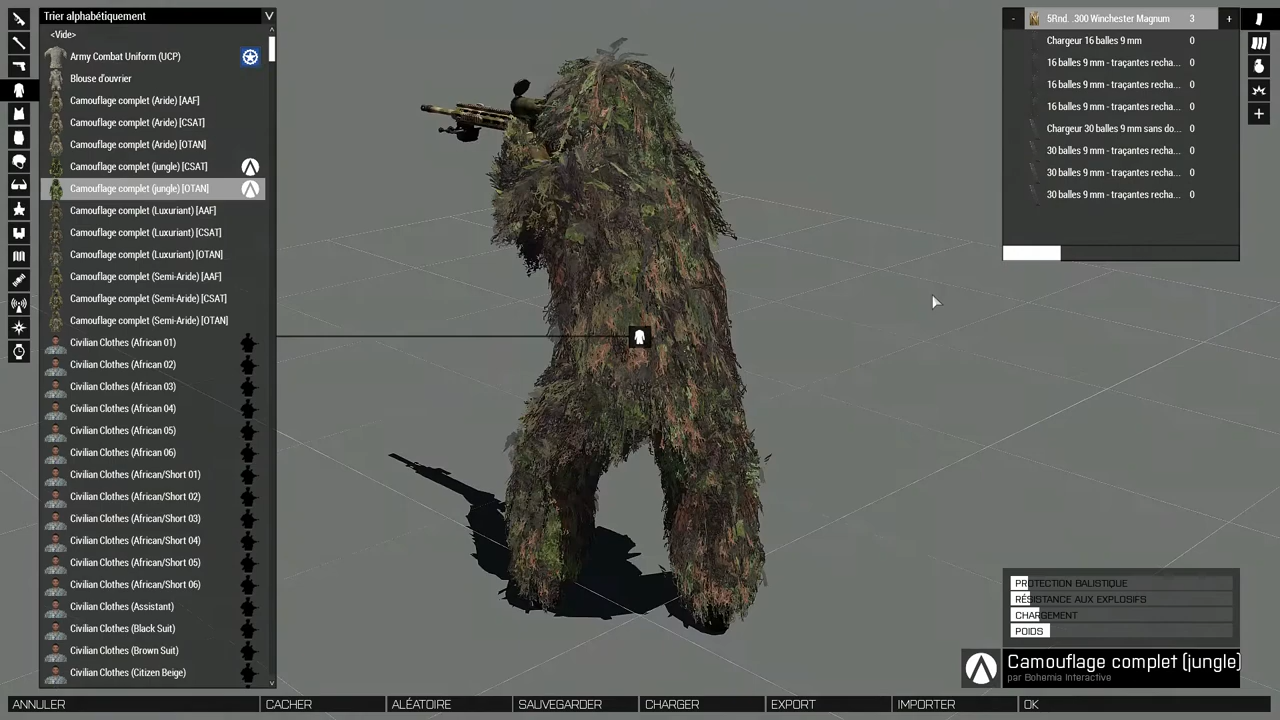 Trier alphabétiquement
<Vide>
Army Combat Uniform (UCP)
Blouse d'ouvrier
Camouflage complet (Aride) [AAF]
Camouflage complet (Aride) [CSAT]
Camouflage complet (Aride) [OTAN]
Camouflage complet (jungle) [CSAT]
Camouflage complet (jungle) [OTAN]
Camouflage complet (Luxuriant) [AAF]
Camouflage complet (Luxuriant) [CSAT]
Camouflage complet (Luxuriant) [OTAN]
Camouflage complet (Semi-Aride) [AAF]
Camouflage complet (Semi-Aride) [CSAT]
Camouflage complet (Semi-Aride) [OTAN]
Civilian Clothes (African 01)
Civilian Clothes (African 02)
Civilian Clothes (African 03)
Civilian Clothes (African 04)
Civilian Clothes (African 05)
Civilian Clothes (African 06)
Civilian Clothes (African/Short 01)
Civilian Clothes (African/Short 02)
Civilian Clothes (African/Short 03)
Civilian Clothes (African/Short 04)
Civilian Clothes (African/Short 05)
Civilian Clothes (African/Short 06)
Civilian Clothes (Assistant)
Civilian Clothes (Black Suit)
Civilian Clothes (Brown Suit)
Civilian Clothes (Citizen Beige)
- 5Rnd. .300 Winchester Magnum 3 +
Chargeur 16 balles 9 mm 0
16 balles 9 mm - traçantes recha... 0
16 balles 9 mm - traçantes recha... 0
16 balles 9 mm - traçantes recha... 0
Chargeur 30 balles 9 mm sans do... 0
30 balles 9 mm - traçantes recha... 0
30 balles 9 mm - traçantes recha... 0
30 balles 9 mm - traçantes recha... 0
PROTECTION BALISTIQUE
RÉSISTANCE AUX EXPLOSIFS
CHARGEMENT
POIDS
Camouflage complet (jungle)
par Bohemia Interactive
ANNULER CACHER ALÉATOIRE SAUVEGARDER CHARGER EXPORT IMPORTER OK